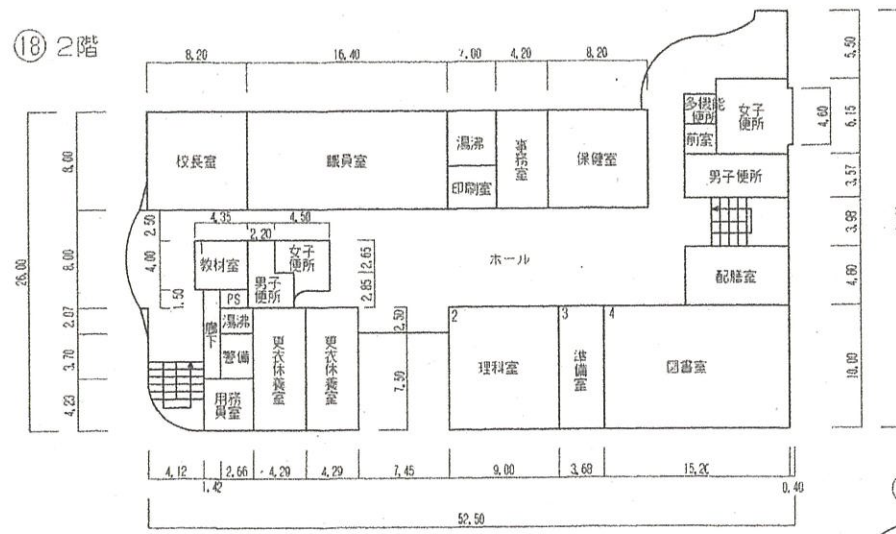 ⑱ 2階
8,20
16,40
7,00
4,20
8,20
5,50
6,15
4,60
3,57
3,98
4,60
10,00
26,00
8,00
8,00
2,07
3,70
4,23
2,50
4,00
1,50
校長室
職員室
湯沸
印刷室
事務室
保健室
多機能便所
前室
女子便所
男子便所
配膳室
ホール
4,35
4,50
2,20
教材室
女子便所
男子便所
2,65
2,85
PS
湯沸
廊下
警備
用務員室
更衣休養室
更衣休養室
2,50
7,50
2
理科室
3
準備室
4
図書室
4,12
1,42
2,66
4,29
4,29
7,45
9,00
3,68
15,20
0,40
52,50